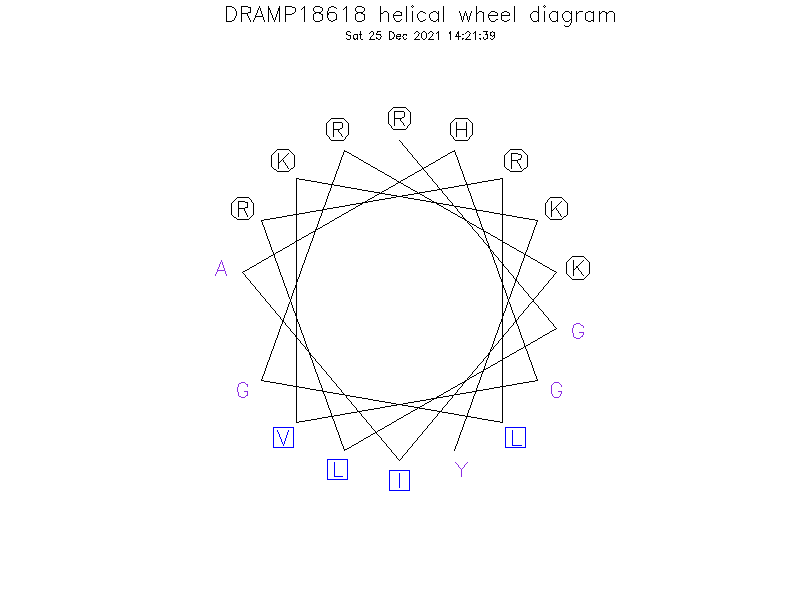 DRAMP18618 helical wheel diagram
Sat 25 Dec 2021 14:21:39
R
R H
K R
R K
A K
G
G G
V L
L Y
I